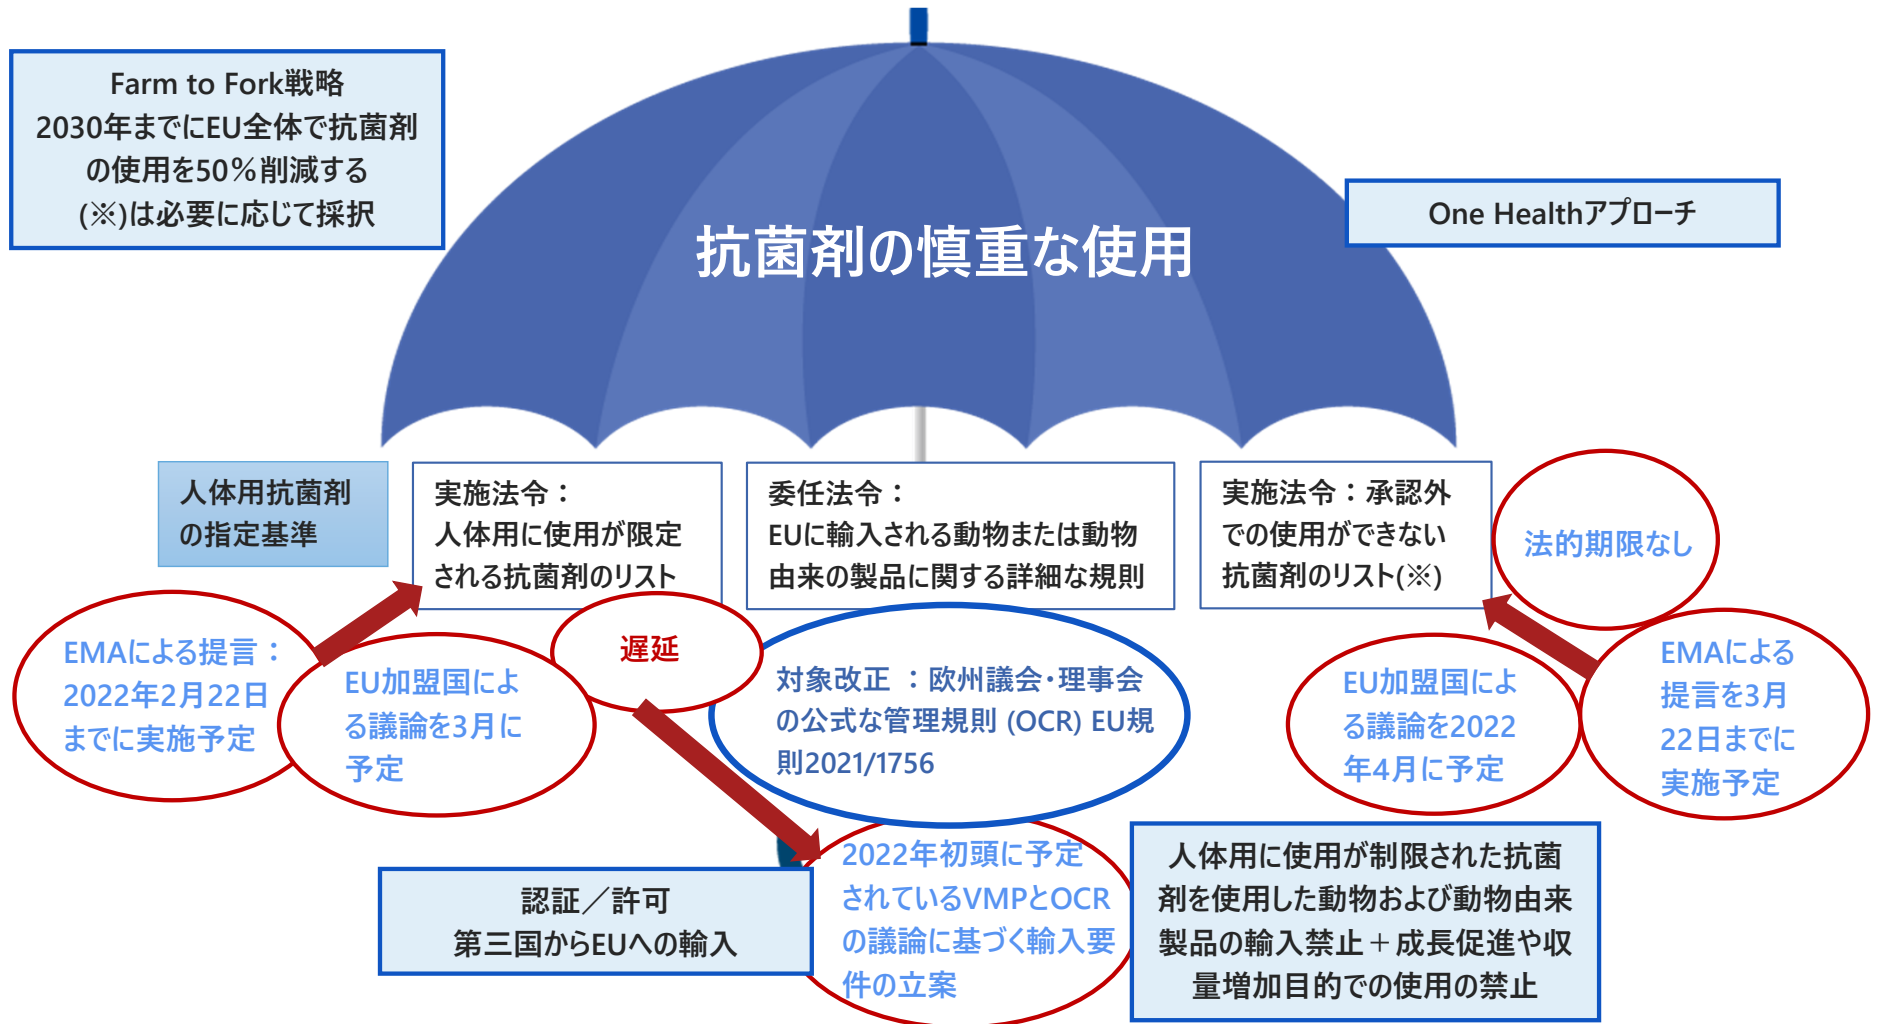 Farm to Fork戦略
2030年までにEU全体で抗菌剤
の使用を50%削減する
(※)は必要に応じて採択
One Healthアプローチ
抗菌剤の慎重な使用
人体用抗菌剤
の指定基準
実施法令：
人体用に使用が限定
される抗菌剤のリスト
委任法令：
EUに輸入される動物または動物
由来の製品に関する詳細な規則
実施法令：承認外
での使用ができない
抗菌剤のリスト(※)
法的期限なし
EMAによる提言：
2022年2月22日
までに実施予定
EU加盟国によ
る議論を3月に
予定
遅延
対象改正 ：欧州議会・理事会
の公式な管理規則 (OCR) EU規
則2021/1756
EU加盟国によ
る議論を2022
年4月に予定
EMAによる
提言を3月
22日までに
実施予定
認証／許可
第三国からEUへの輸入
2022年初頭に予定
されているVMPとOCR
の議論に基づく輸入要
件の立案
人体用に使用が制限された抗菌
剤を使用した動物および動物由来
製品の輸入禁止＋成長促進や収
量増加目的での使用の禁止